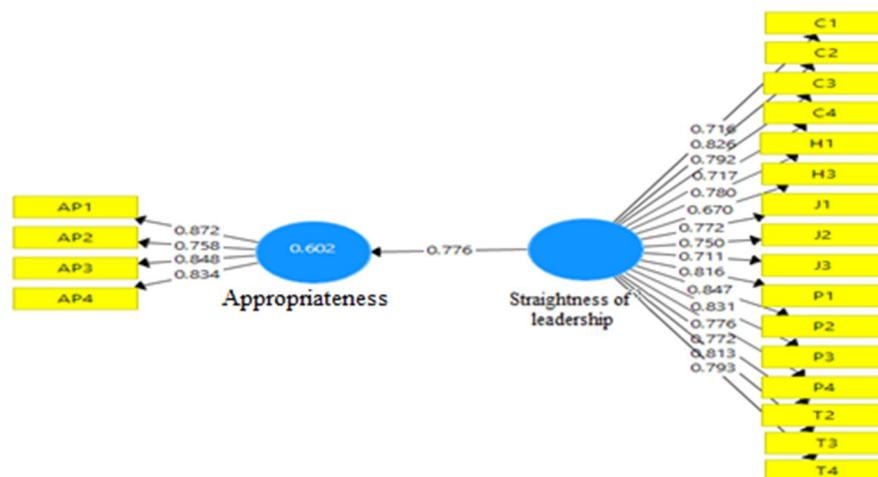 C1
C2
C3
C4
H1
H3
J1
J2
J3
P1
P2
P3
P4
T2
T3
T4
0.716
0.826
0.792
0.717
0.780
0.670
0.772
0.750
0.711
0.816
0.847
0.831
0.776
0.772
0.813
0.793
AP1
AP2
AP3
AP4
0.872
0.758
0.848
0.834
0.602
0.776
Appropriateness
Straightness of
leadership